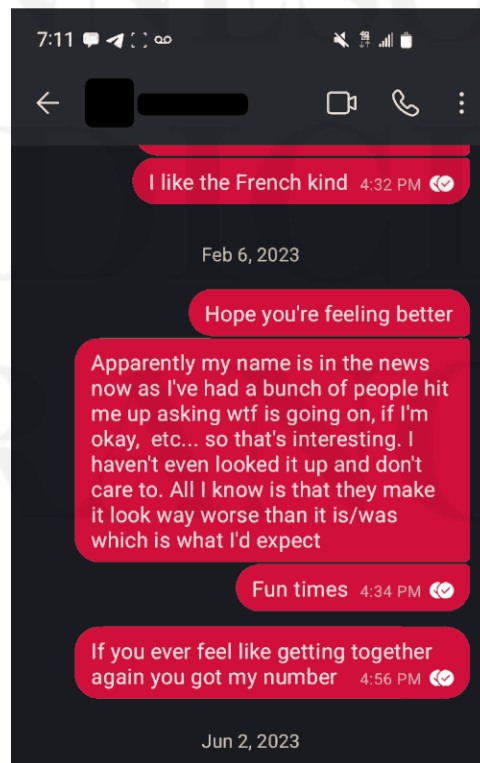 7:11
I like the French kind 4:32 PM
Feb 6, 2023
Hope you're feeling better
Apparently my name is in the news
now as I've had a bunch of people hit
me up asking wtf is going on, if I'm
okay, etc... so that's interesting. I
haven't even looked it up and don't
care to. All I know is that they make
it look way worse than it is/was
which is what I'd expect
Fun times 4:34 PM
If you ever feel like getting together
again you got my number 4:56 PM
Jun 2, 2023